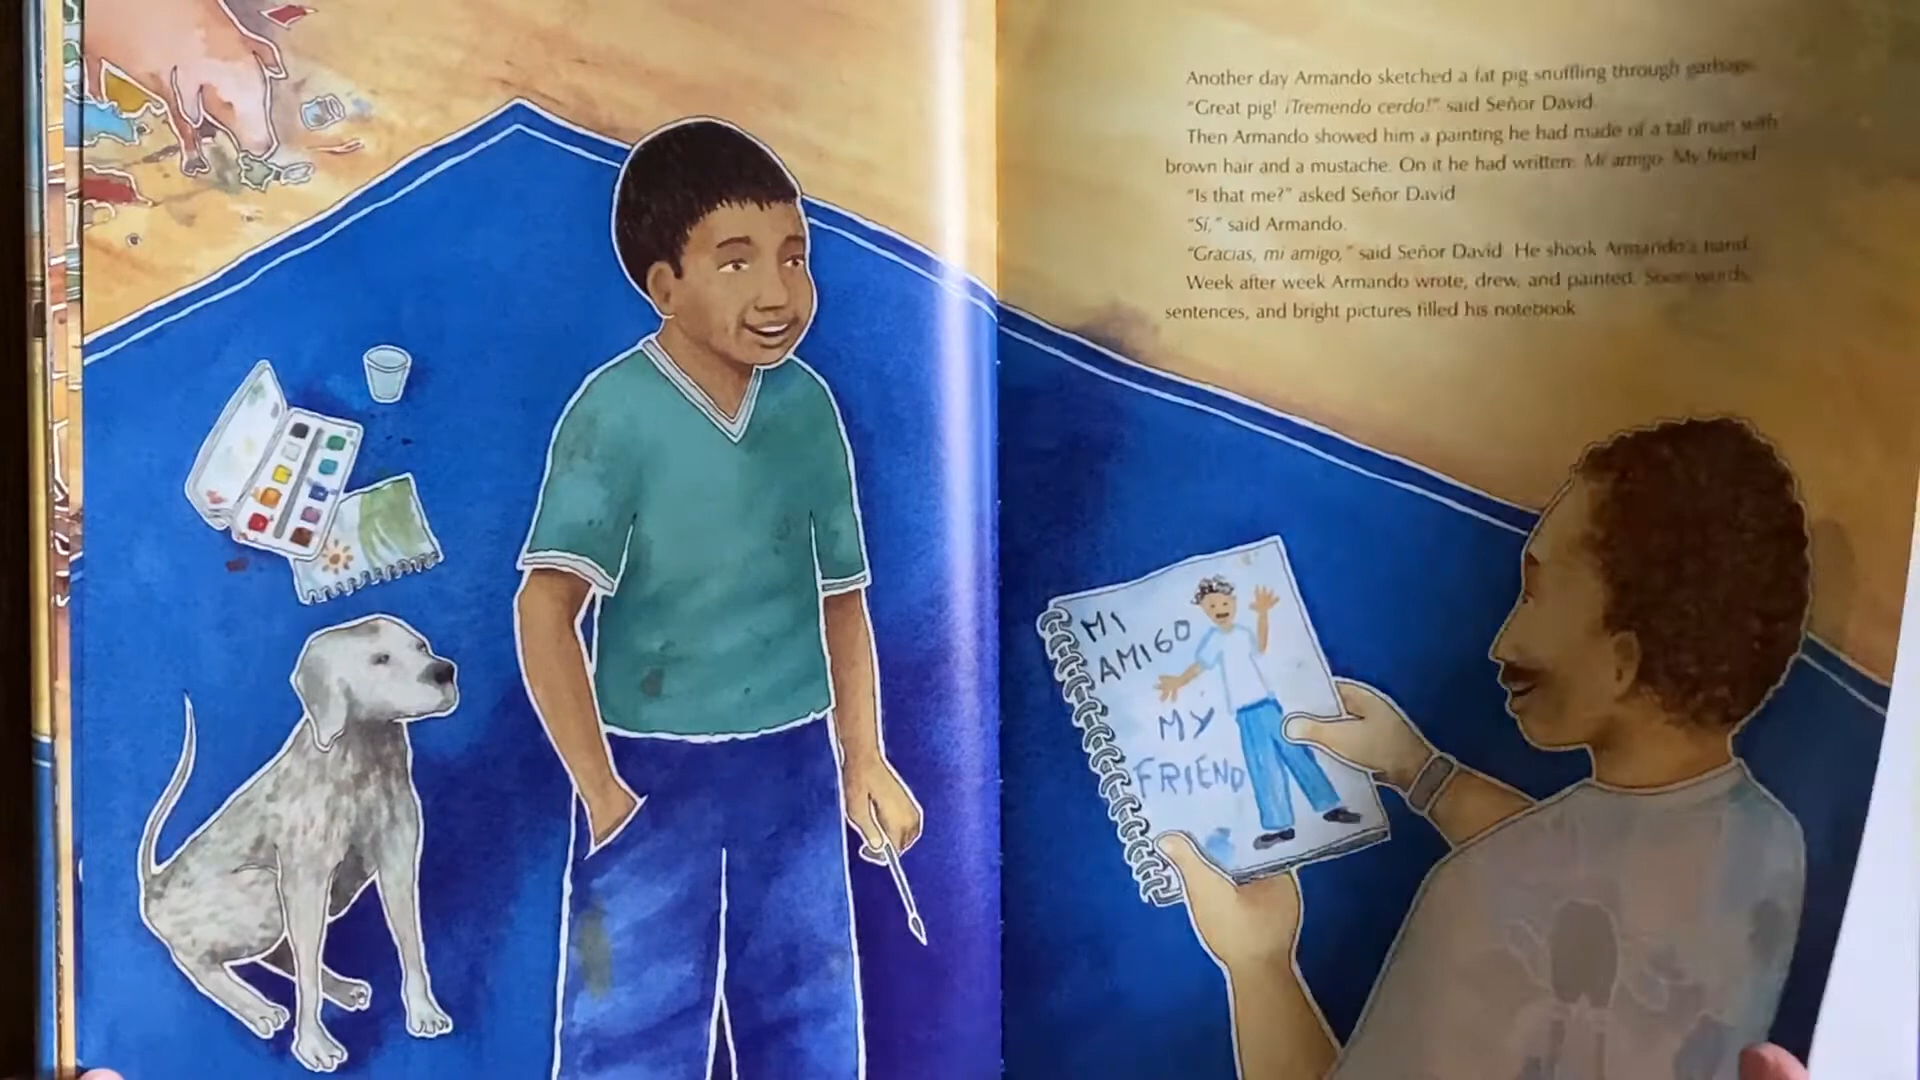 Another day Armando sketched a fat pig snuffling through garbage.
"Great pig! ¡Tremendo cerdo!" said Señor David.
Then Armando showed him a painting he had made of a tall man with
brown hair and a mustache. On it he had written: Mi amigo. My friend.
"Is that me?" asked Señor David.
"Sí," said Armando.
"Gracias, mi amigo," said Señor David. He shook Armando's hand.
Week after week Armando wrote, drew, and painted. Soon words,
sentences, and bright pictures filled his notebook.
MI
AMIGO
MY
FRIEND